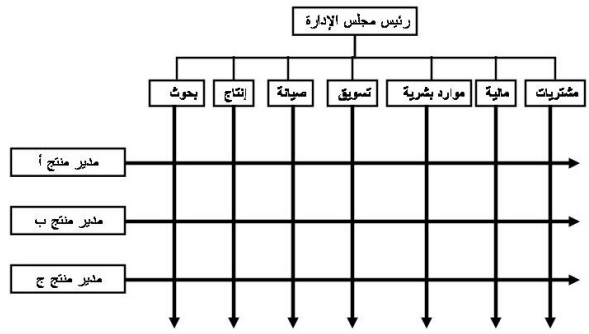 رئيس مجلس الإدارة
مشتريات
مالية
موارد بشرية
تسويق
صيانة
إنتاج
بحوث
مدير منتج أ
مدير منتج ب
مدير منتج ج